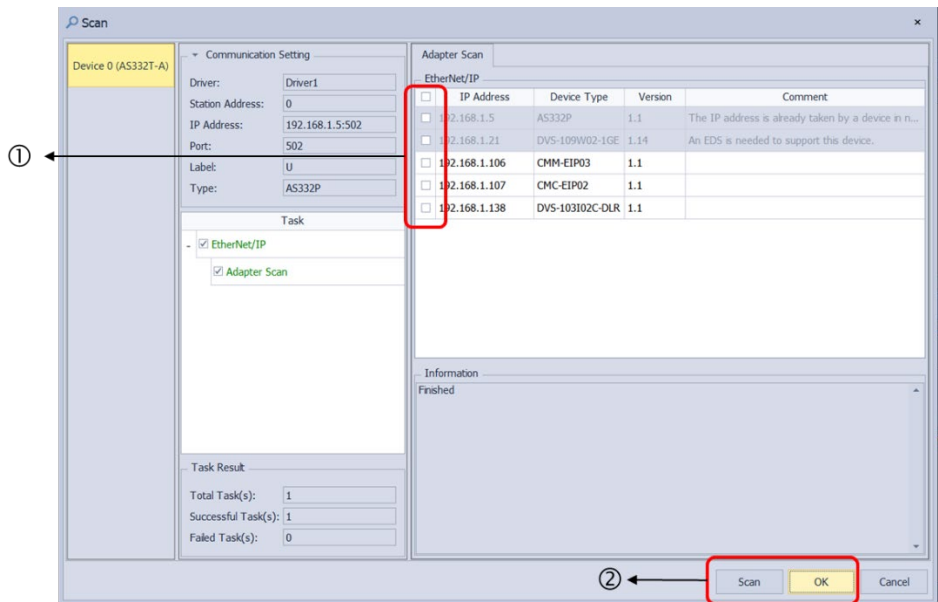 Scan
×
Device 0 (AS332T-A)
Communication Setting
Driver: Driver1
Station Address: 0
IP Address: 192.168.1.5:502
Port: 502
Label: U
Type: AS332P
Task
- EtherNet/IP
Adapter Scan
Task Result
Total Task(s): 1
Successful Task(s): 1
Failed Task(s): 0
Adapter Scan
EtherNet/IP
IP Address Device Type Version Comment
192.168.1.5 AS332P 1.1 The IP address is already taken by a device in n...
192.168.1.21 DVS-109W02-1GE 1.14 An EDS is needed to support this device.
192.168.1.106 CMM-EIP03 1.1
192.168.1.107 CMC-EIP02 1.1
192.168.1.138 DVS-103I02C-DLR 1.1
①
Information
Finished
②
Scan OK Cancel